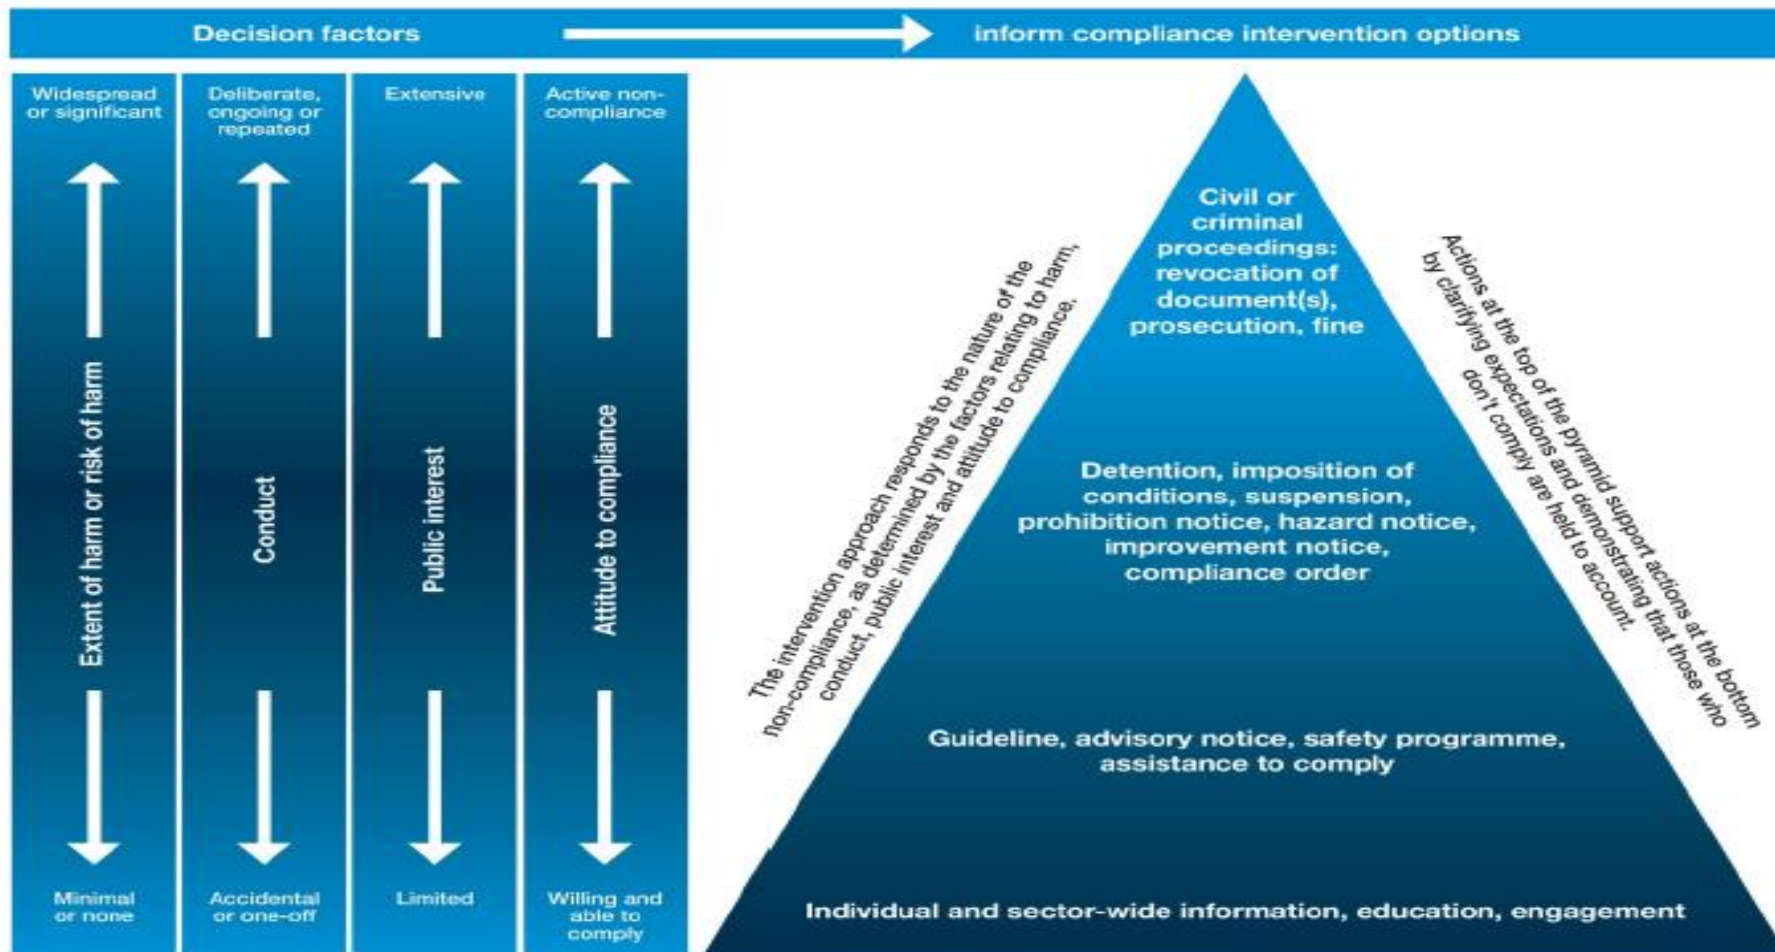 Decision factors
inform compliance intervention options
Widespread
or significant
Extent of harm or risk of harm
Minimal
or none
Deliberate,
ongoing or
repeated
Conduct
Accidental
or one-off
Extensive
Public interest
Limited
Active non-
compliance
Attitude to compliance
Willing and
able to
comply
The intervention approach responds to the nature of the
non-compliance, as determined by the factors relating to harm,
conduct, public interest and attitude to compliance.
Civil or
criminal
proceedings:
revocation of
document(s),
prosecution, fine
Detention, imposition of
conditions, suspension,
prohibition notice, hazard notice,
improvement notice,
compliance order
Guideline, advisory notice, safety programme,
assistance to comply
Individual and sector-wide information, education, engagement
Actions at the top of the pyramid support actions at the bottom
by clarifying expectations and demonstrating that those who
don't comply are held to account.